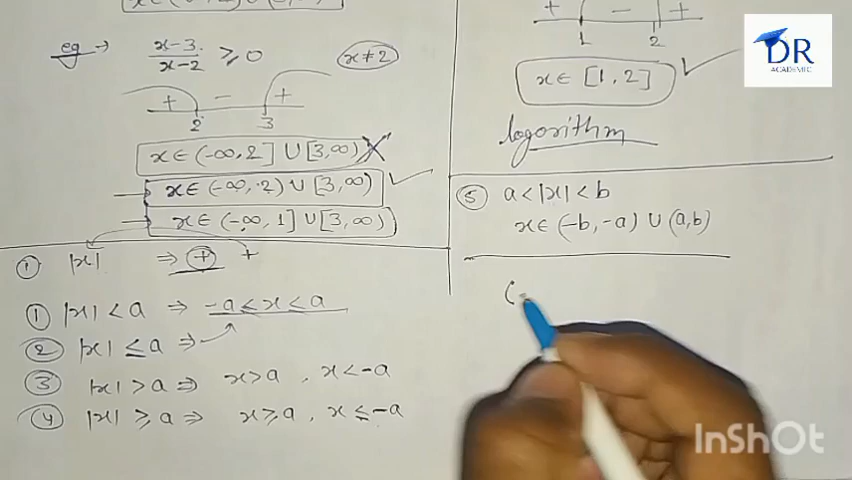 eg → x-3 / x-2 ≥ 0 x≠2
+ - +
2 3
x∈(-∞,2] ∪ [3,∞) X
x∈(-∞,2) ∪ [3,∞)
x∈(-∞,1] ∪ [3,∞)
① |x| ⇒ + +
① |x| < a ⇒ -a ≤ x ≤ a
② |x| ≤ a ⇒
③ |x| > a ⇒ x>a , x<-a
④ |x| ≥ a ⇒ x≥a , x≤-a
+ - +
1 2
x∈ [1,2]
logorithm
⑤ a<|x|<b
x∈(-b,-a) ∪ (a,b)
(
DR
ACADEMIC
InShOt